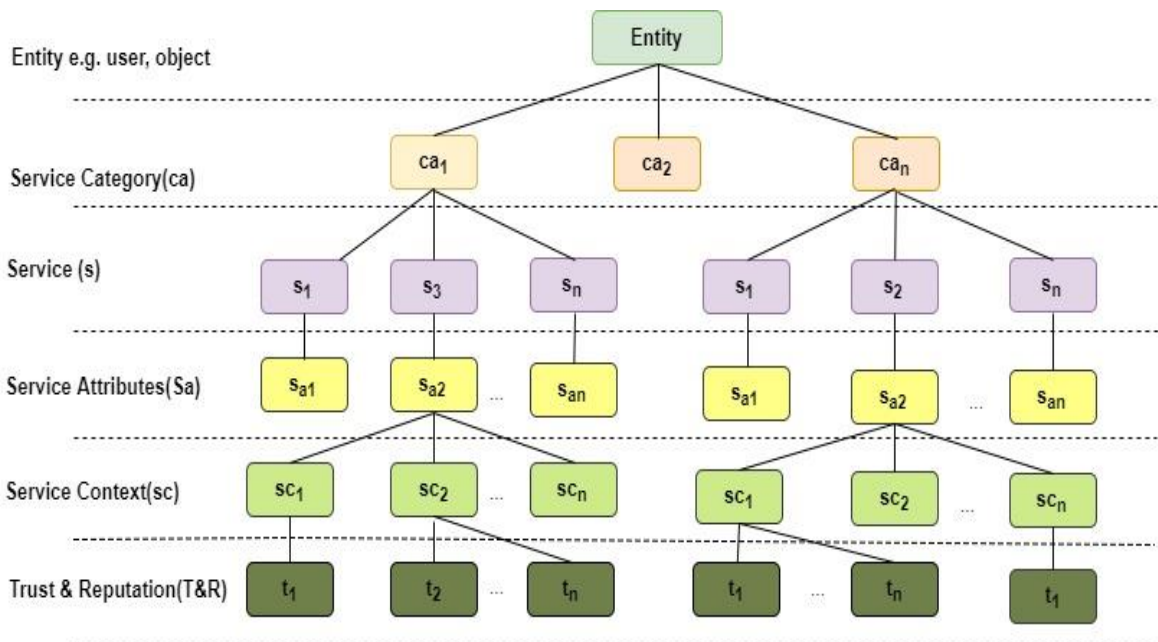 Entity
Entity e.g. user, object
ca₁ ca₂ caₙ
Service Category(ca)
Service (s)
s₁ s₃ sₙ s₁ s₂ sₙ
Service Attributes(Sa) sₐ₁ sₐ₂ ... sₐₙ sₐ₁ sₐ₂ ... sₐₙ
Service Context(sc) sc₁ sc₂ ... scₙ sc₁ sc₂ ... scₙ
Trust & Reputation(T&R) t₁ t₂ ... tₙ t₁ ... tₙ t₁